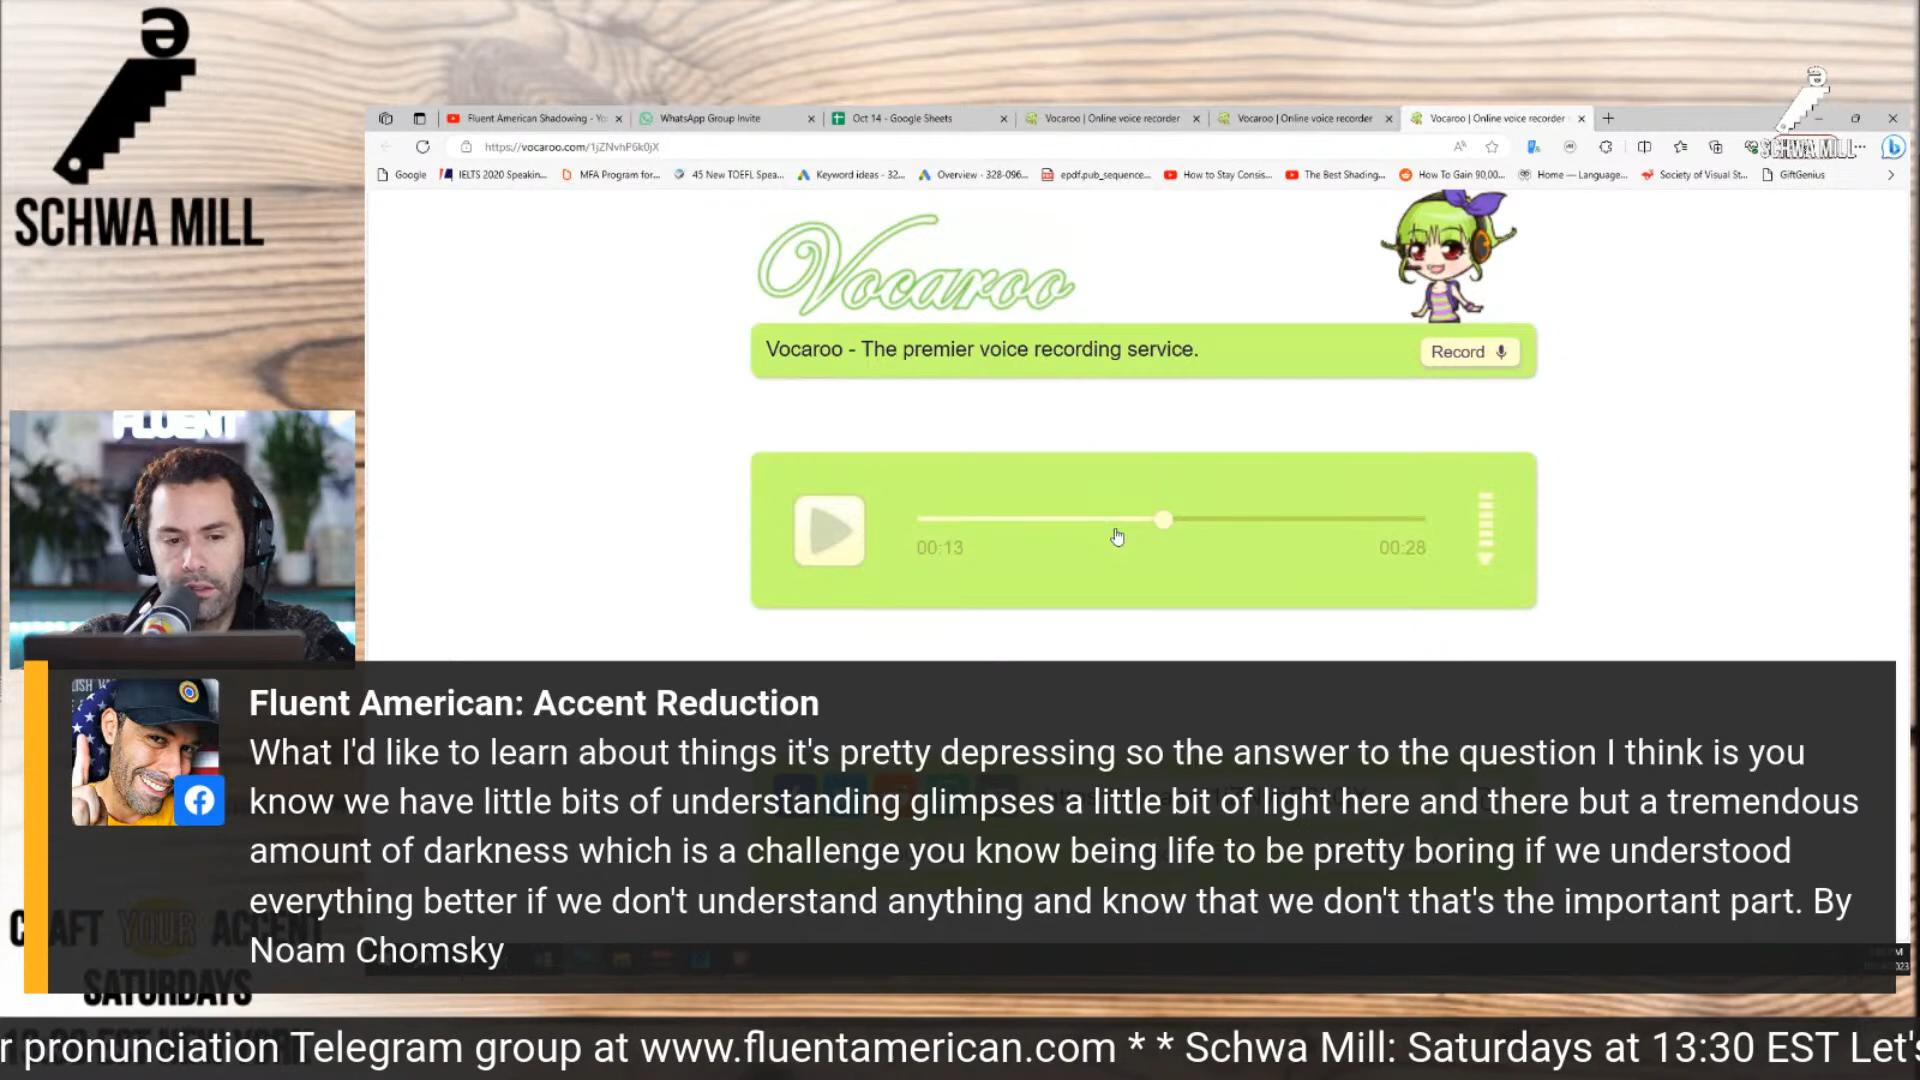 ə
SCHWA MILL
Fluent American Shadowing - Yo
WhatsApp Group Invite
Oct 14 - Google Sheets
Vocaroo | Online voice recorder
Vocaroo | Online voice recorder
Vocaroo | Online voice recorder
ə
SCHWA MILL
https://vocaroo.com/1jZNvhP6k0jX
Google
IELTS 2020 Speakin...
MFA Program for...
45 New TOEFL Spea...
Keyword ideas - 32...
Overview - 328-096...
epdf.pub_sequence...
How to Stay Consis...
The Best Shading...
How To Gain 90,00...
Home — Language...
Society of Visual St...
GiftGenius
Vocaroo
Vocaroo - The premier voice recording service.
Record
00:13
00:28
FLUENT
Fluent American: Accent Reduction
What I'd like to learn about things it's pretty depressing so the answer to the question I think is you
know we have little bits of understanding glimpses a little bit of light here and there but a tremendous
amount of darkness which is a challenge you know being life to be pretty boring if we understood
everything better if we don't understand anything and know that we don't that's the important part. By
Noam Chomsky
CRAFT YOUR ACCENT
SATURDAYS
r pronunciation Telegram group at www.fluentamerican.com * * Schwa Mill: Saturdays at 13:30 EST Let's